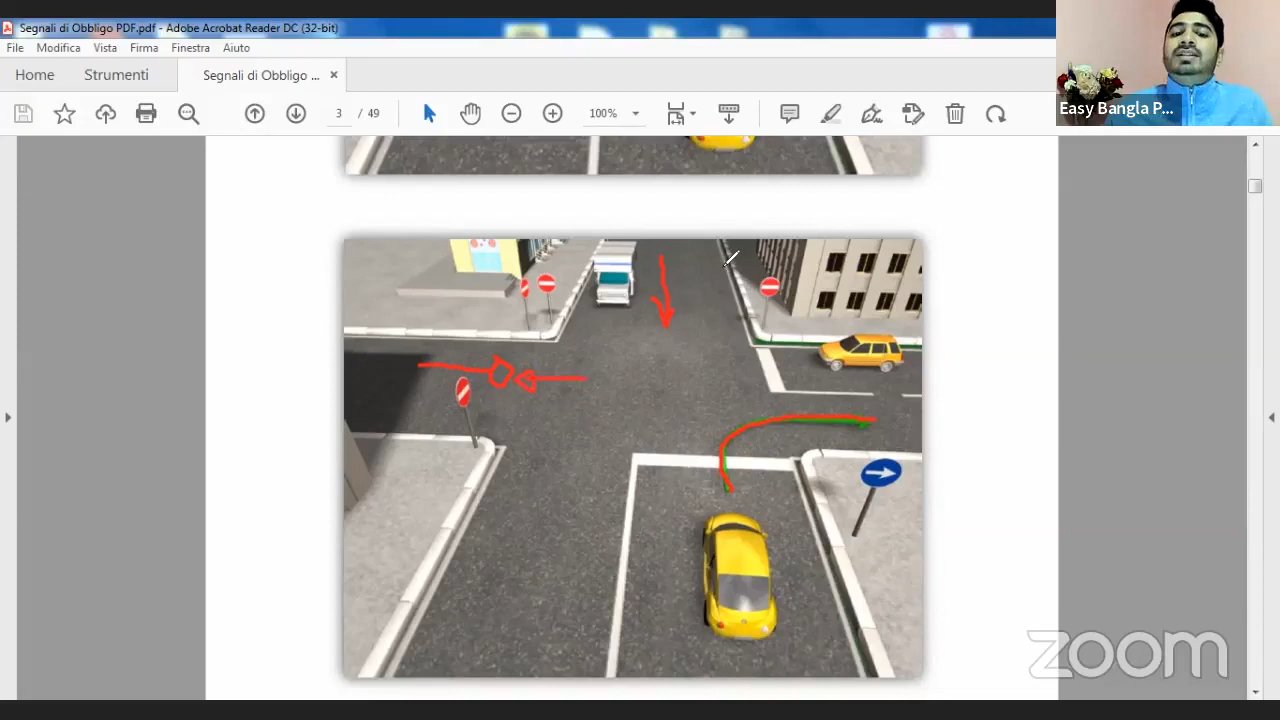 Segnali di Obbligo PDF.pdf - Adobe Acrobat Reader DC (32-bit)
File Modifica Vista Firma Finestra Aiuto
Home Strumenti Segnali di Obbligo ... ×
3 / 49 100%
Easy Bangla P...
zoom